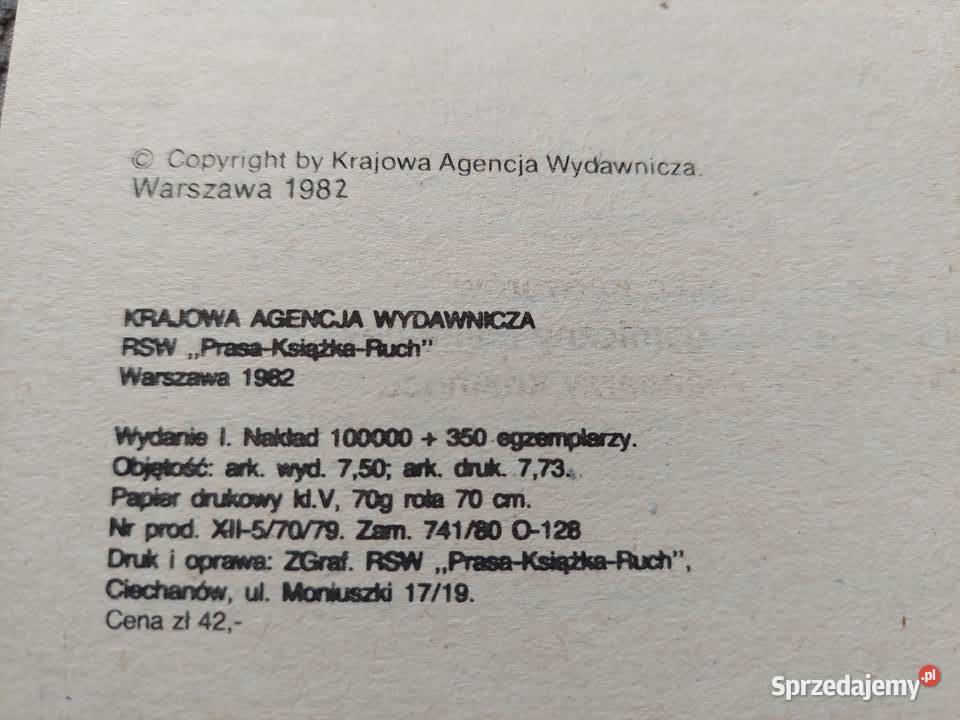 © Copyright by Krajowa Agencja Wydawnicza.
Warszawa 1982
KRAJOWA AGENCJA WYDAWNICZA
RSW „Prasa-Książka-Ruch"
Warszawa 1982
Wydanie I. Nakład 100000 + 350 egzemplarzy.
Objętość: ark. wyd. 7,50; ark. druk. 7,73.
Papier drukowy kl.V, 70g rola 70 cm.
Nr prod. XII-5/70/79. Zam. 741/80 O-128
Druk i oprawa: ZGraf. RSW „Prasa-Książka-Ruch",
Ciechanów, ul. Moniuszki 17/19.
Cena zł 42,-
Sprzedajemy.pl